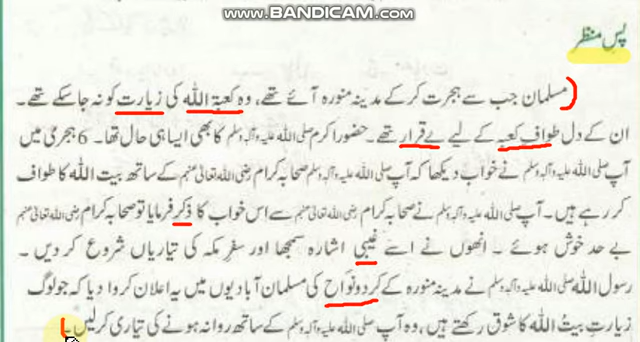 WWW.BANDICAM.COM
پس منظر
مسلمان جب سے ہجرت کر کے مدینہ منورہ آئے تھے، وہ کعبۃ اللہ کی زیارت کو نہ جا سکے تھے۔
ان کے دل طواف کعبہ کے لیے بے قرار تھے۔ حضور اکرم صلی اللہ علیہ وآلہ وسلم کا بھی ایسا ہی حال تھا۔ 6 ہجری میں
آپ صلی اللہ علیہ وآلہ وسلم نے خواب دیکھا کہ آپ صلی اللہ علیہ وآلہ وسلم صحابہ کرام رضی اللہ تعالیٰ عنہم کے ساتھ بیت اللہ کا طواف
کر رہے ہیں۔ آپ صلی اللہ علیہ وآلہ وسلم نے صحابہ کرام رضی اللہ تعالیٰ عنہم سے اس خواب کا ذکر فرمایا تو صحابہ کرام رضی اللہ تعالیٰ عنہم
بے حد خوش ہوئے۔ انھوں نے اسے غیبی اشارہ سمجھا اور سفر مکہ کی تیاریاں شروع کر دیں۔
رسول اللہ صلی اللہ علیہ وآلہ وسلم نے مدینہ منورہ کے گردونواح کی مسلمان آبادیوں میں یہ اعلان کروا دیا کہ جو لوگ
زیارتِ بیتُ اللہ کا شوق رکھتے ہیں، وہ آپ صلی اللہ علیہ وآلہ وسلم کے ساتھ روانہ ہونے کی تیاری کر لیں۔